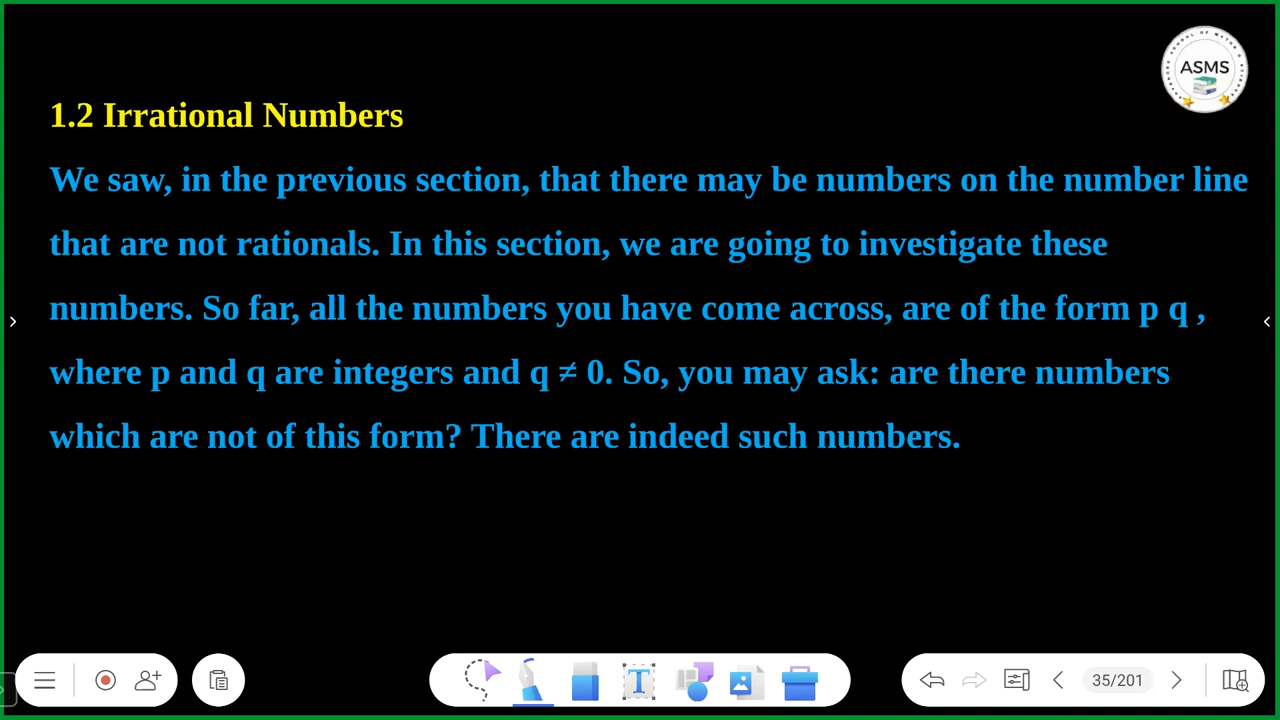 ASMS
1.2 Irrational Numbers
We saw, in the previous section, that there may be numbers on the number line
that are not rationals. In this section, we are going to investigate these
numbers. So far, all the numbers you have come across, are of the form p q ,
where p and q are integers and q ≠ 0. So, you may ask: are there numbers
which are not of this form? There are indeed such numbers.
35/201